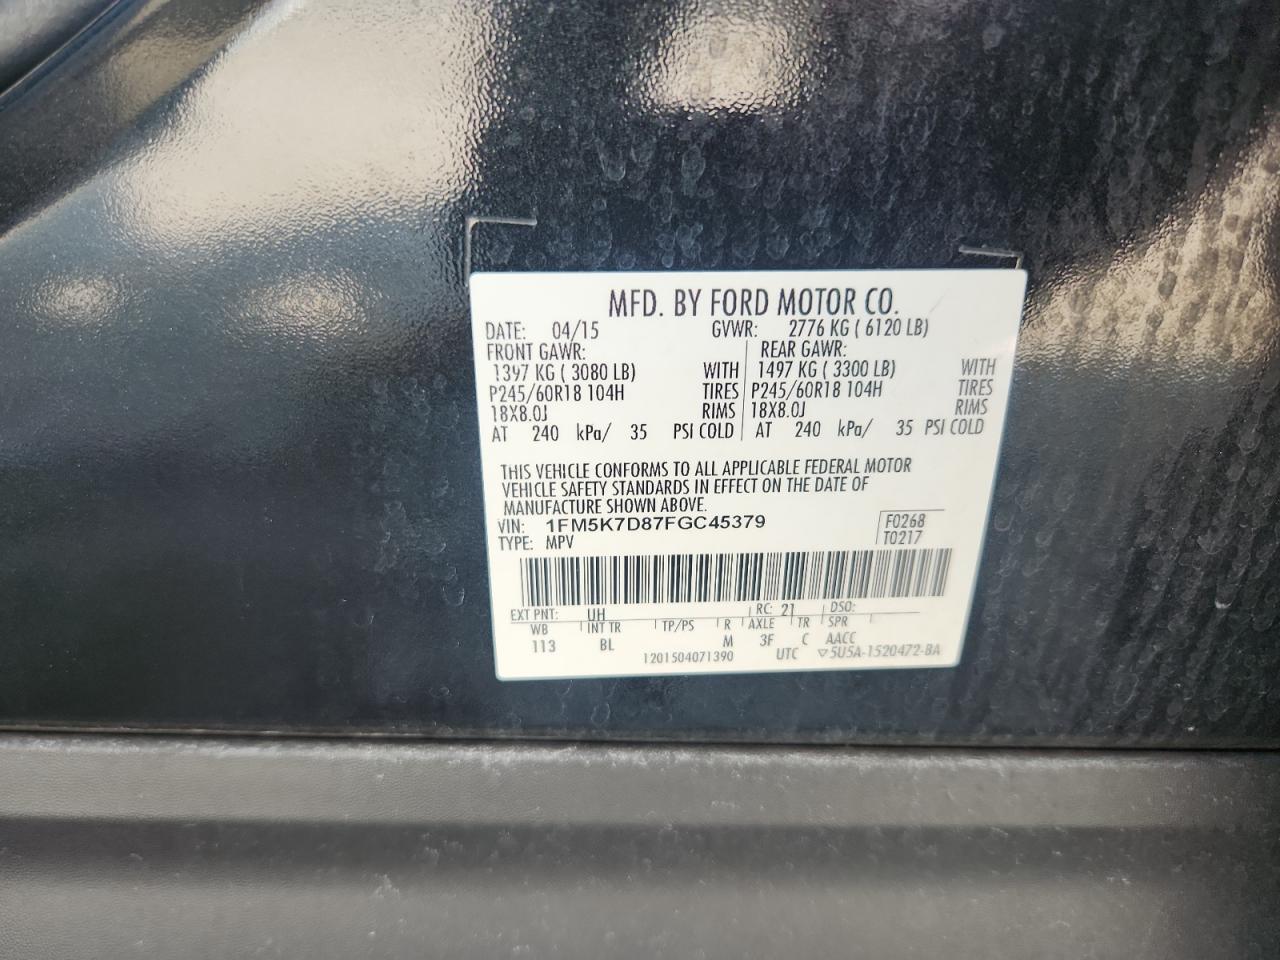 MFD. BY FORD MOTOR CO.
DATE: 04/15 GVWR: 2776 KG ( 6120 LB)
FRONT GAWR: REAR GAWR:
1397 KG ( 3080 LB) WITH 1497 KG ( 3300 LB) WITH
P245/60R18 104H TIRES P245/60R18 104H TIRES
18X8.0J RIMS 18X8.0J RIMS
AT 240 kPa/ 35 PSI COLD AT 240 kPa/ 35 PSI COLD
THIS VEHICLE CONFORMS TO ALL APPLICABLE FEDERAL MOTOR
VEHICLE SAFETY STANDARDS IN EFFECT ON THE DATE OF
MANUFACTURE SHOWN ABOVE.
VIN: 1FM5K7D87FGC45379 F0268
TYPE: MPV T0217
EXT PNT: UH RC: 21 DSO:
WB INT TR TP/PS R AXLE TR SPR
113 BL M 3F C AACC
1201504071390 UTC ▽5U5A-1520472-BA